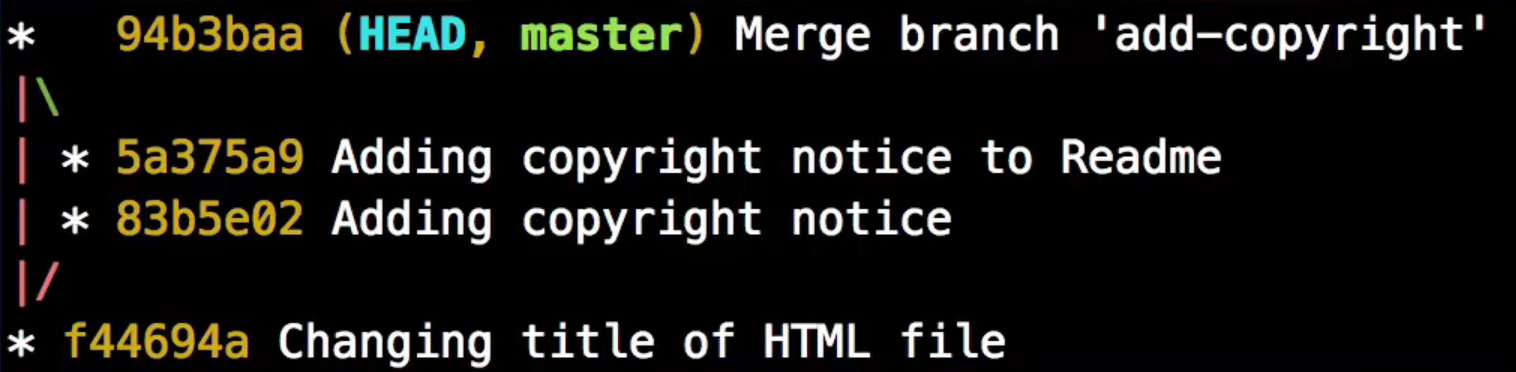 *   94b3baa (HEAD, master) Merge branch 'add-copyright'
|\
| * 5a375a9 Adding copyright notice to Readme
| * 83b5e02 Adding copyright notice
|/
* f44694a Changing title of HTML file